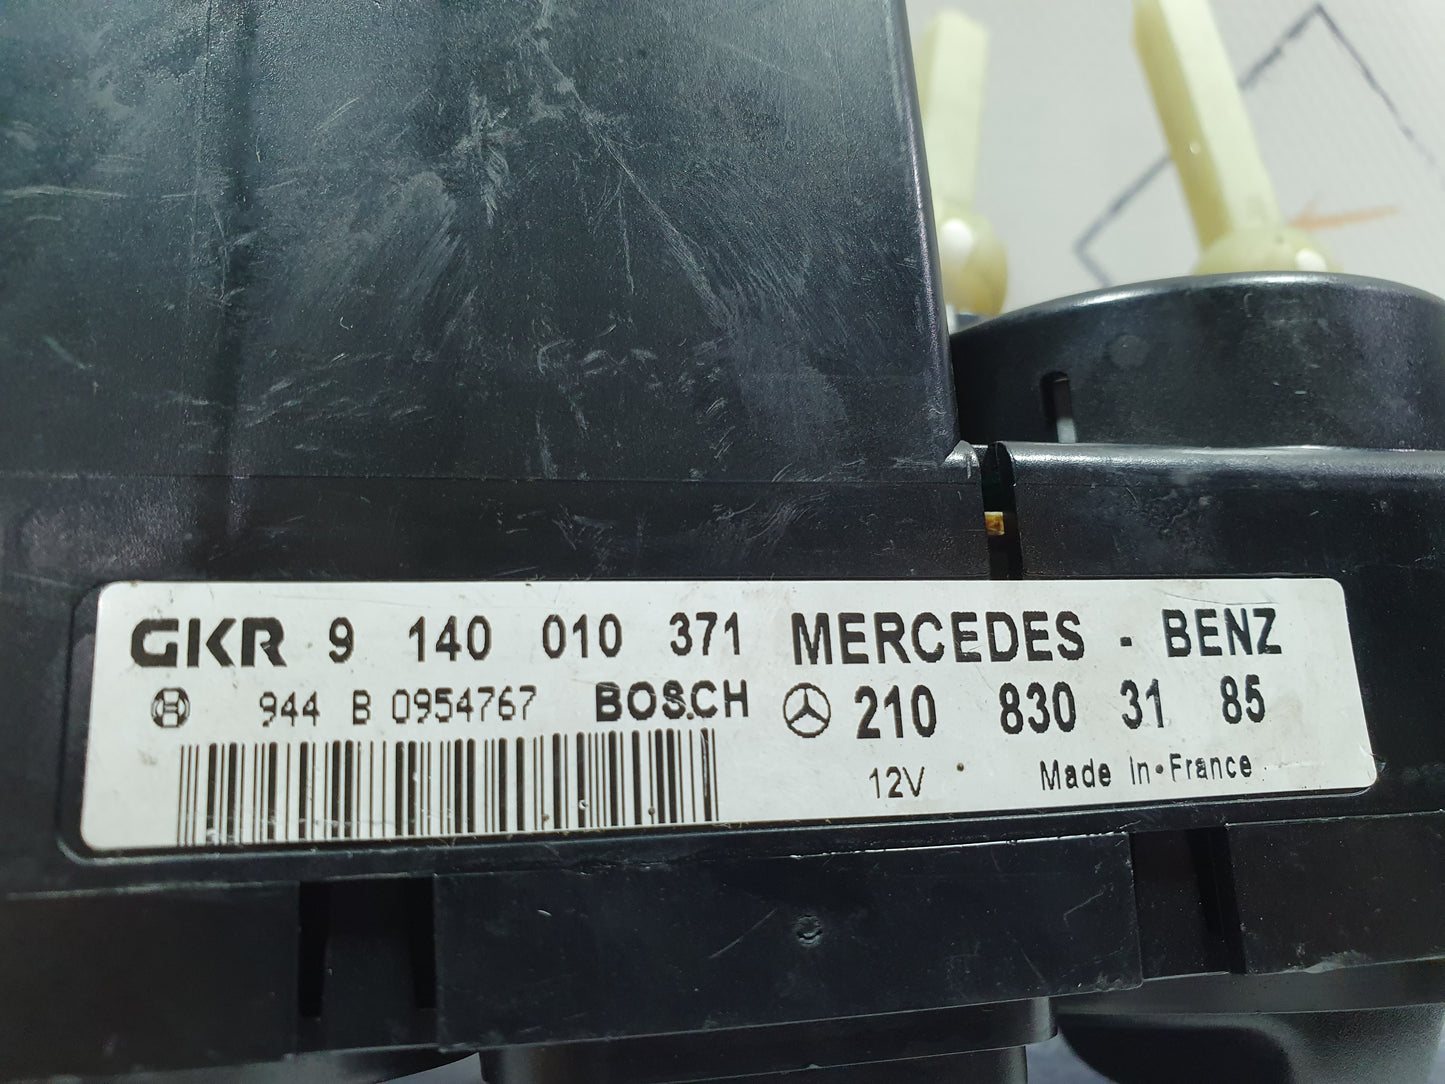 GKR 9 140 010 371 MERCEDES - BENZ
944 B 0954767 BOSCH 210 830 31 85
12V Made in France